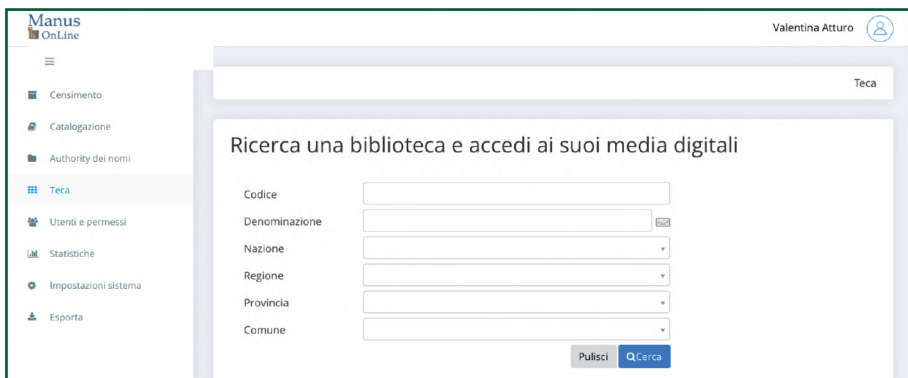 Manus
OnLine
Valentina Atturo
Teca
Censimento
Catalogazione
Authority dei nomi
Teca
Utenti e permessi
Statistiche
Impostazioni sistema
Esporta
Ricerca una biblioteca e accedi ai suoi media digitali
Codice
Denominazione
Nazione
Regione
Provincia
Comune
Pulisci Cerca